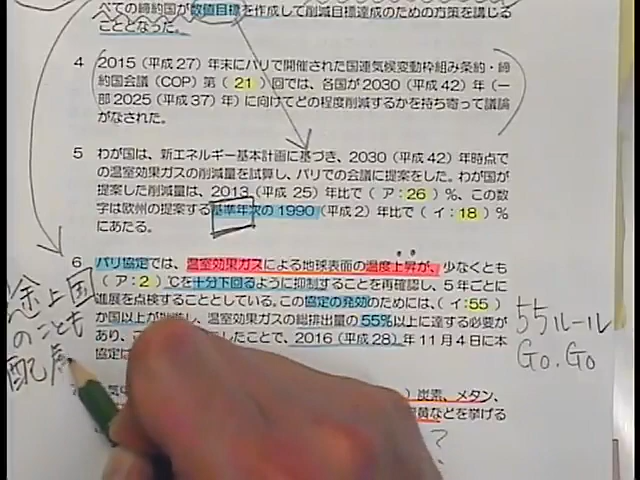 べての締約国が数値目標を作成して削減目標達成のための方策を講じる
こととなった。
4 2015（平成27）年末にパリで開催された国連気候変動枠組み条約・締
約国会議（COP）第（ 21 ）回では、各国が2030（平成42）年（一
部2025（平成37）年）に向けてどの程度削減するかを持ち寄って議論
がなされた。
5 わが国は、新エネルギー基本計画に基づき、2030（平成42）年時点で
の温室効果ガスの削減量を試算し、パリでの会議に提案をした。わが国が
提案した削減量は、2013（平成25）年比で（ ア：26 ）%、この数
字は欧州の提案する基準年次の1990（平成2）年比で（ イ：18 ）%
にあたる。
6 パリ協定では、温室効果ガスによる地球表面の温度上昇が、少なくとも
（ ア：2 ）℃を十分下回るように抑制することを再確認し、5年ごとに
進展を点検することとしている。この協定の発効のためには、（イ：55）
か国以上が し、温室効果ガスの総排出量の55%以上に達する必要が
あり、 したことで、2016（平成28）年11月4日に本
協定
）炭素、メタン、
などを挙げる
?
途上国
のことも
配慮
55ルール
Go.Go